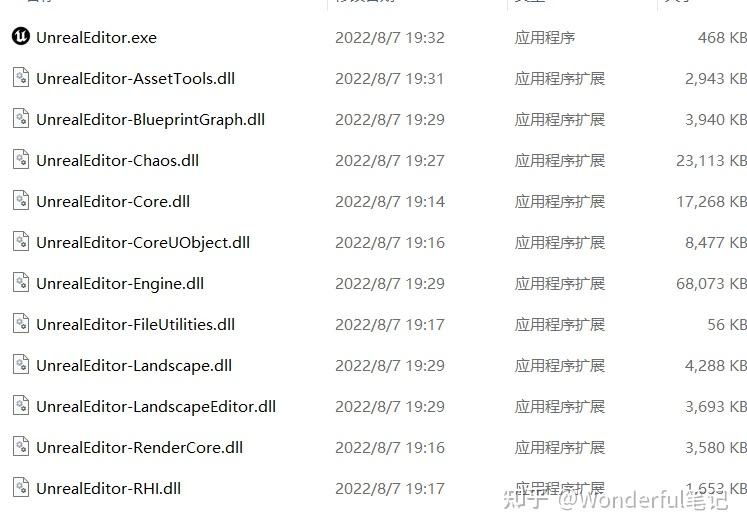 UnrealEditor.exe 2022/8/7 19:32 应用程序 468 KB
UnrealEditor-AssetTools.dll 2022/8/7 19:31 应用程序扩展 2,943 KB
UnrealEditor-BlueprintGraph.dll 2022/8/7 19:29 应用程序扩展 3,940 KB
UnrealEditor-Chaos.dll 2022/8/7 19:27 应用程序扩展 23,113 KB
UnrealEditor-Core.dll 2022/8/7 19:14 应用程序扩展 17,268 KB
UnrealEditor-CoreUObject.dll 2022/8/7 19:16 应用程序扩展 8,477 KB
UnrealEditor-Engine.dll 2022/8/7 19:29 应用程序扩展 68,073 KB
UnrealEditor-FileUtilities.dll 2022/8/7 19:17 应用程序扩展 56 KB
UnrealEditor-Landscape.dll 2022/8/7 19:29 应用程序扩展 4,288 KB
UnrealEditor-LandscapeEditor.dll 2022/8/7 19:29 应用程序扩展 3,693 KB
UnrealEditor-RenderCore.dll 2022/8/7 19:16 应用程序扩展 3,580 KB
UnrealEditor-RHI.dll 2022/8/7 19:17 应用程序扩展 1,653 KB
知乎 @Wonderful笔记